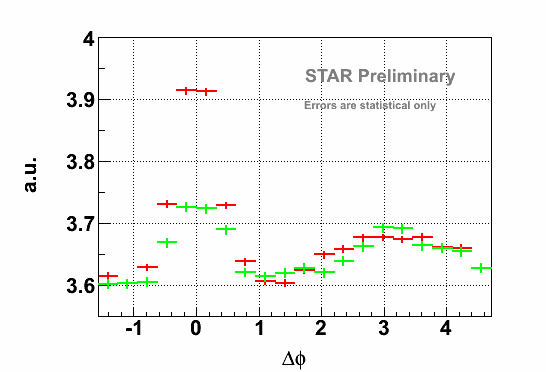 4
STAR Preliminary
3.9
Errors are statistical only
3.8
a.u.
3.7
3.6
-1 0 1 2 3 4
Δϕ